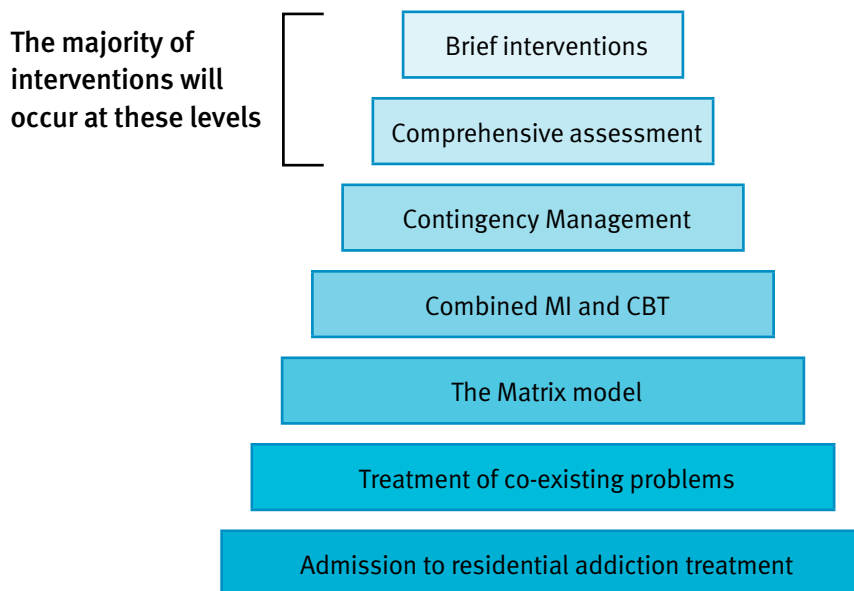 The majority of
interventions will
occur at these levels
Brief interventions
Comprehensive assessment
Contingency Management
Combined MI and CBT
The Matrix model
Treatment of co-existing problems
Admission to residential addiction treatment